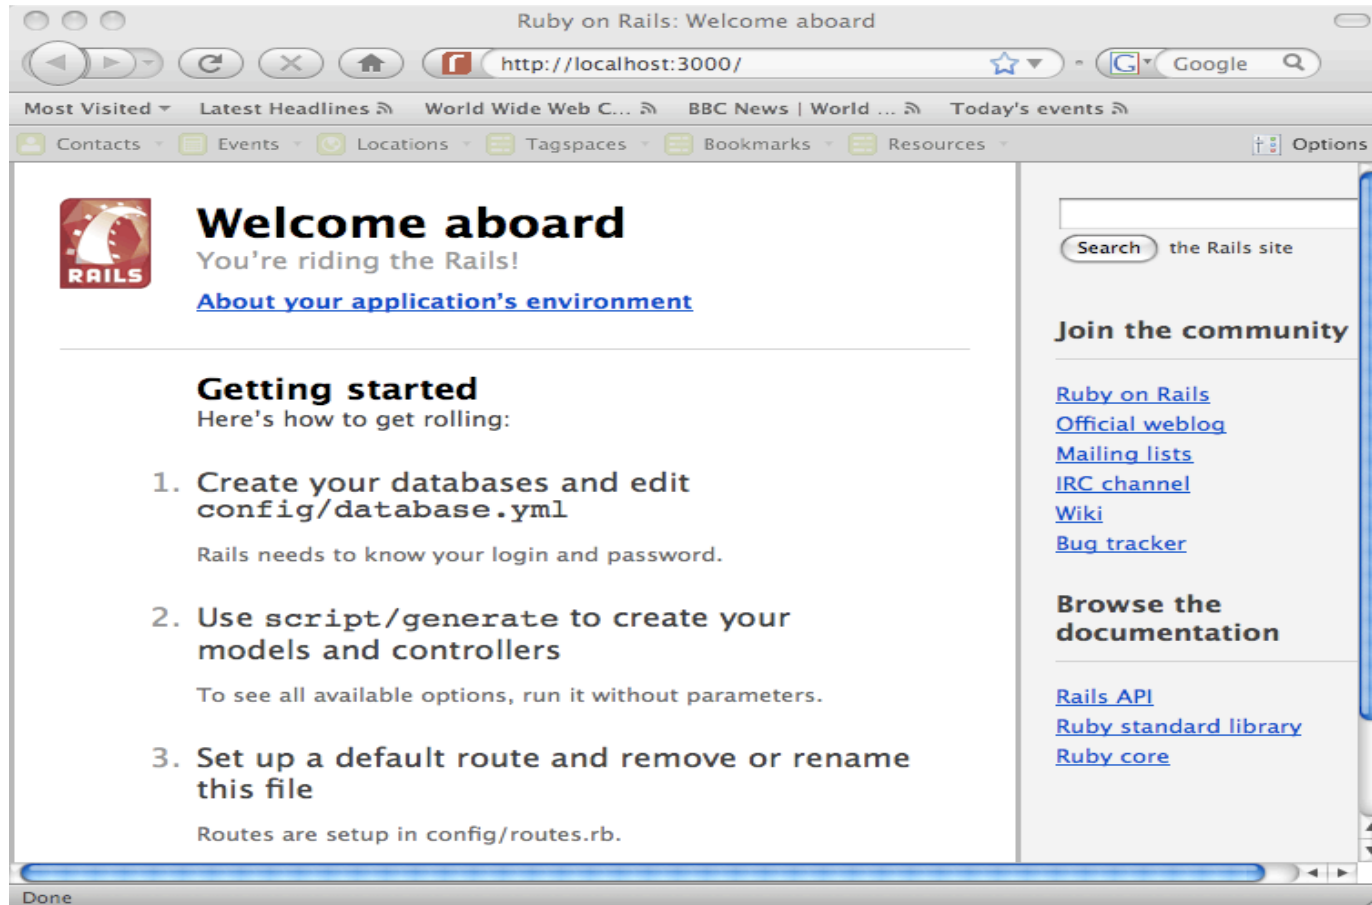 Ruby on Rails: Welcome aboard
http://localhost:3000/
Google
Most Visited Latest Headlines World Wide Web C... BBC News | World ... Today's events
Contacts Events Locations Tagspaces Bookmarks Resources Options
RAILS
Welcome aboard
You're riding the Rails!
About your application's environment
Getting started
Here's how to get rolling:
1. Create your databases and edit
config/database.yml
Rails needs to know your login and password.
2. Use script/generate to create your
models and controllers
To see all available options, run it without parameters.
3. Set up a default route and remove or rename
this file
Routes are setup in config/routes.rb.
Search the Rails site
Join the community
Ruby on Rails
Official weblog
Mailing lists
IRC channel
Wiki
Bug tracker
Browse the
documentation
Rails API
Ruby standard library
Ruby core
Done